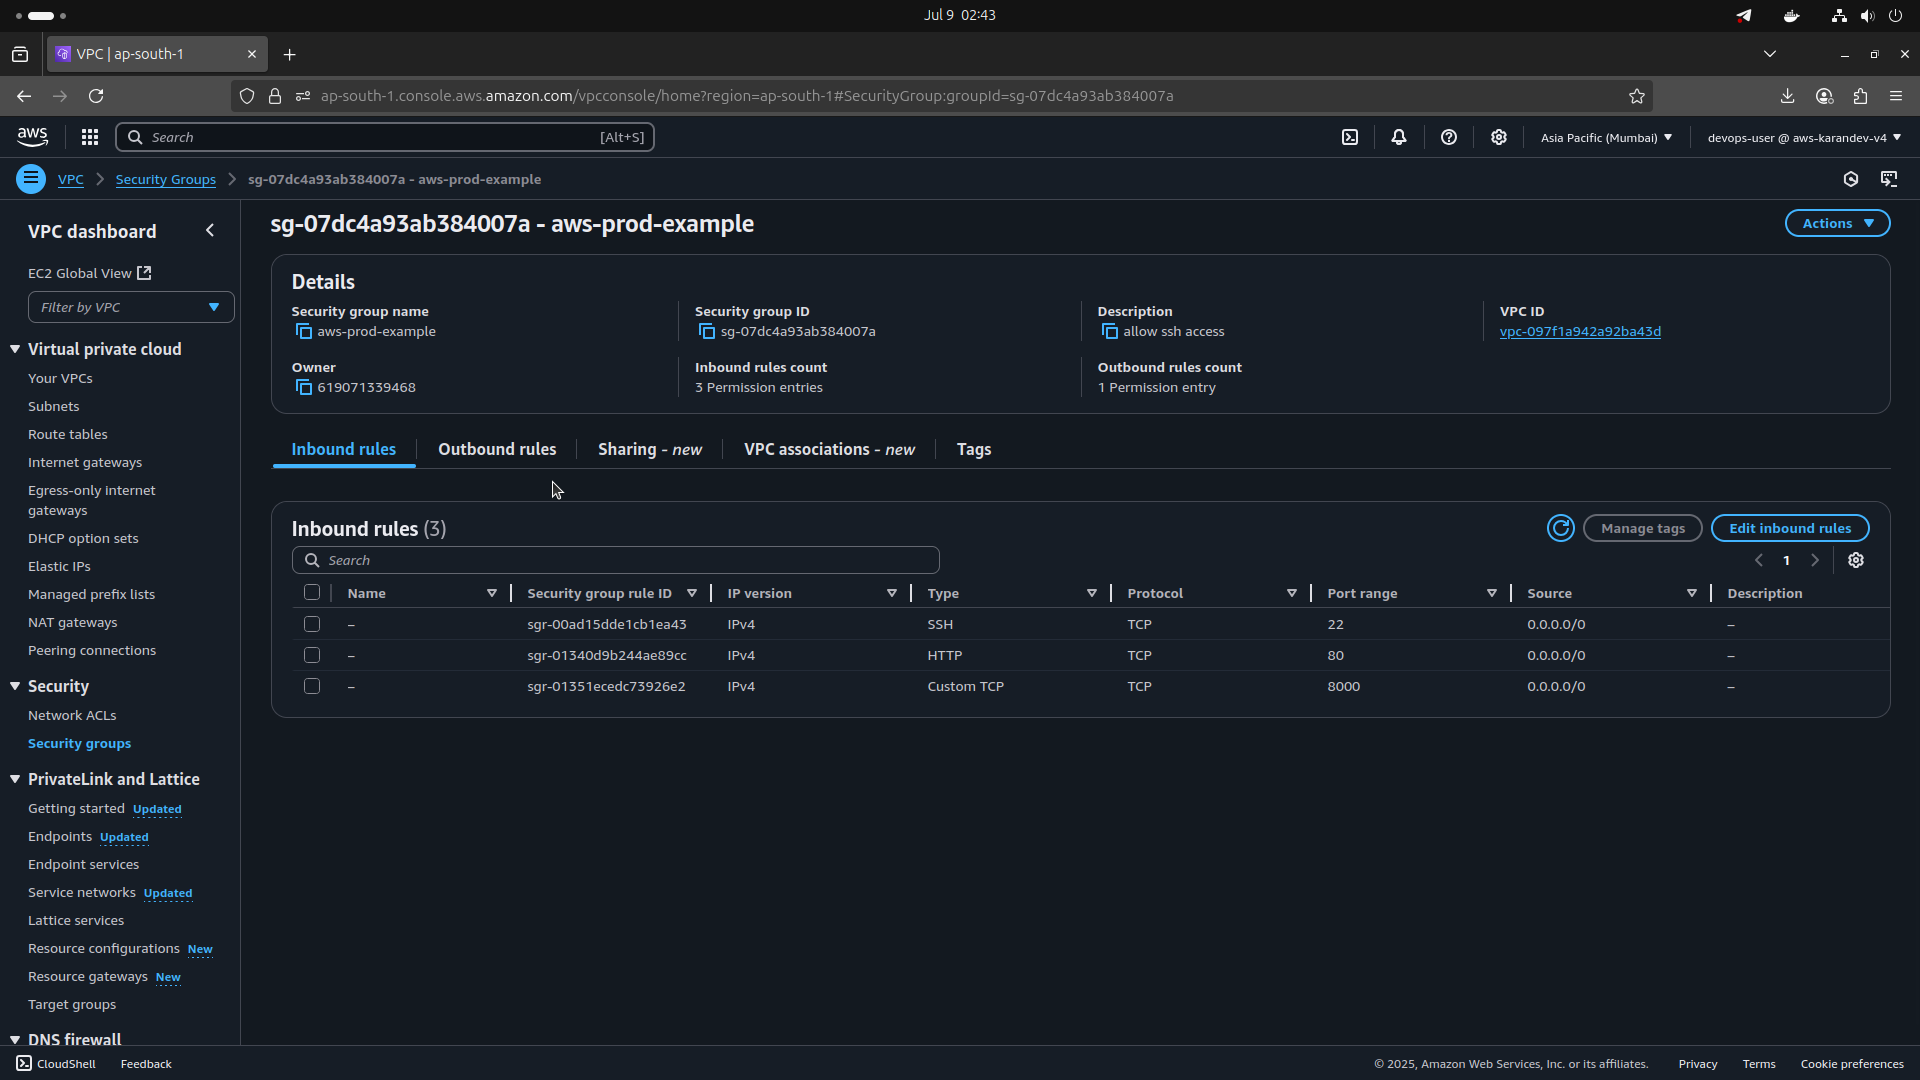 Jul 9 02:43
VPC | ap-south-1
ap-south-1.console.aws.amazon.com/vpcconsole/home?region=ap-south-1#SecurityGroup:groupId=sg-07dc4a93ab384007a
aws
Search [Alt+S]
Asia Pacific (Mumbai)
devops-user @ aws-karandev-v4
VPC
Security Groups
sg-07dc4a93ab384007a - aws-prod-example
VPC dashboard
EC2 Global View
Filter by VPC
Virtual private cloud
Your VPCs
Subnets
Route tables
Internet gateways
Egress-only internet
gateways
DHCP option sets
Elastic IPs
Managed prefix lists
NAT gateways
Peering connections
Security
Network ACLs
Security groups
PrivateLink and Lattice
Getting started Updated
Endpoints Updated
Endpoint services
Service networks Updated
Lattice services
Resource configurations New
Resource gateways New
Target groups
DNS firewall
sg-07dc4a93ab384007a - aws-prod-example
Actions
Details
Security group name
aws-prod-example
Security group ID
sg-07dc4a93ab384007a
Description
allow ssh access
VPC ID
vpc-097f1a942a92ba43d
Owner
619071339468
Inbound rules count
3 Permission entries
Outbound rules count
1 Permission entry
Inbound rules
Outbound rules
Sharing - new
VPC associations - new
Tags
Inbound rules (3)
Manage tags
Edit inbound rules
Search
1
Name Security group rule ID IP version Type Protocol Port range Source Description
– sgr-00ad15dde1cb1ea43 IPv4 SSH TCP 22 0.0.0.0/0 –
– sgr-01340d9b244ae89cc IPv4 HTTP TCP 80 0.0.0.0/0 –
– sgr-01351ecedc73926e2 IPv4 Custom TCP TCP 8000 0.0.0.0/0 –
CloudShell
Feedback
© 2025, Amazon Web Services, Inc. or its affiliates.
Privacy
Terms
Cookie preferences